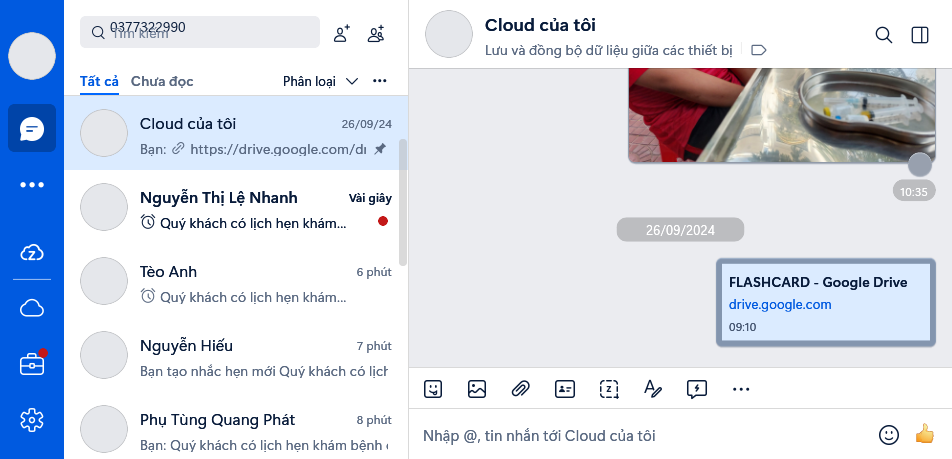 0377322990
Tìm kiếm
Tất cả Chưa đọc Phân loại
Cloud của tôi 26/09/24
Bạn: https://drive.google.com/dr
Nguyễn Thị Lệ Nhanh Vài giây
Quý khách có lịch hẹn khám...
Tèo Anh 6 phút
Quý khách có lịch hẹn khám...
Nguyễn Hiếu 7 phút
Bạn tạo nhắc hẹn mới Quý khách có lịch
Phụ Tùng Quang Phát 8 phút
Bạn: Quý khách có lịch hẹn khám bệnh
Cloud của tôi
Lưu và đồng bộ dữ liệu giữa các thiết bị
10:35
26/09/2024
FLASHCARD - Google Drive
drive.google.com
09:10
Nhập @, tin nhắn tới Cloud của tôi